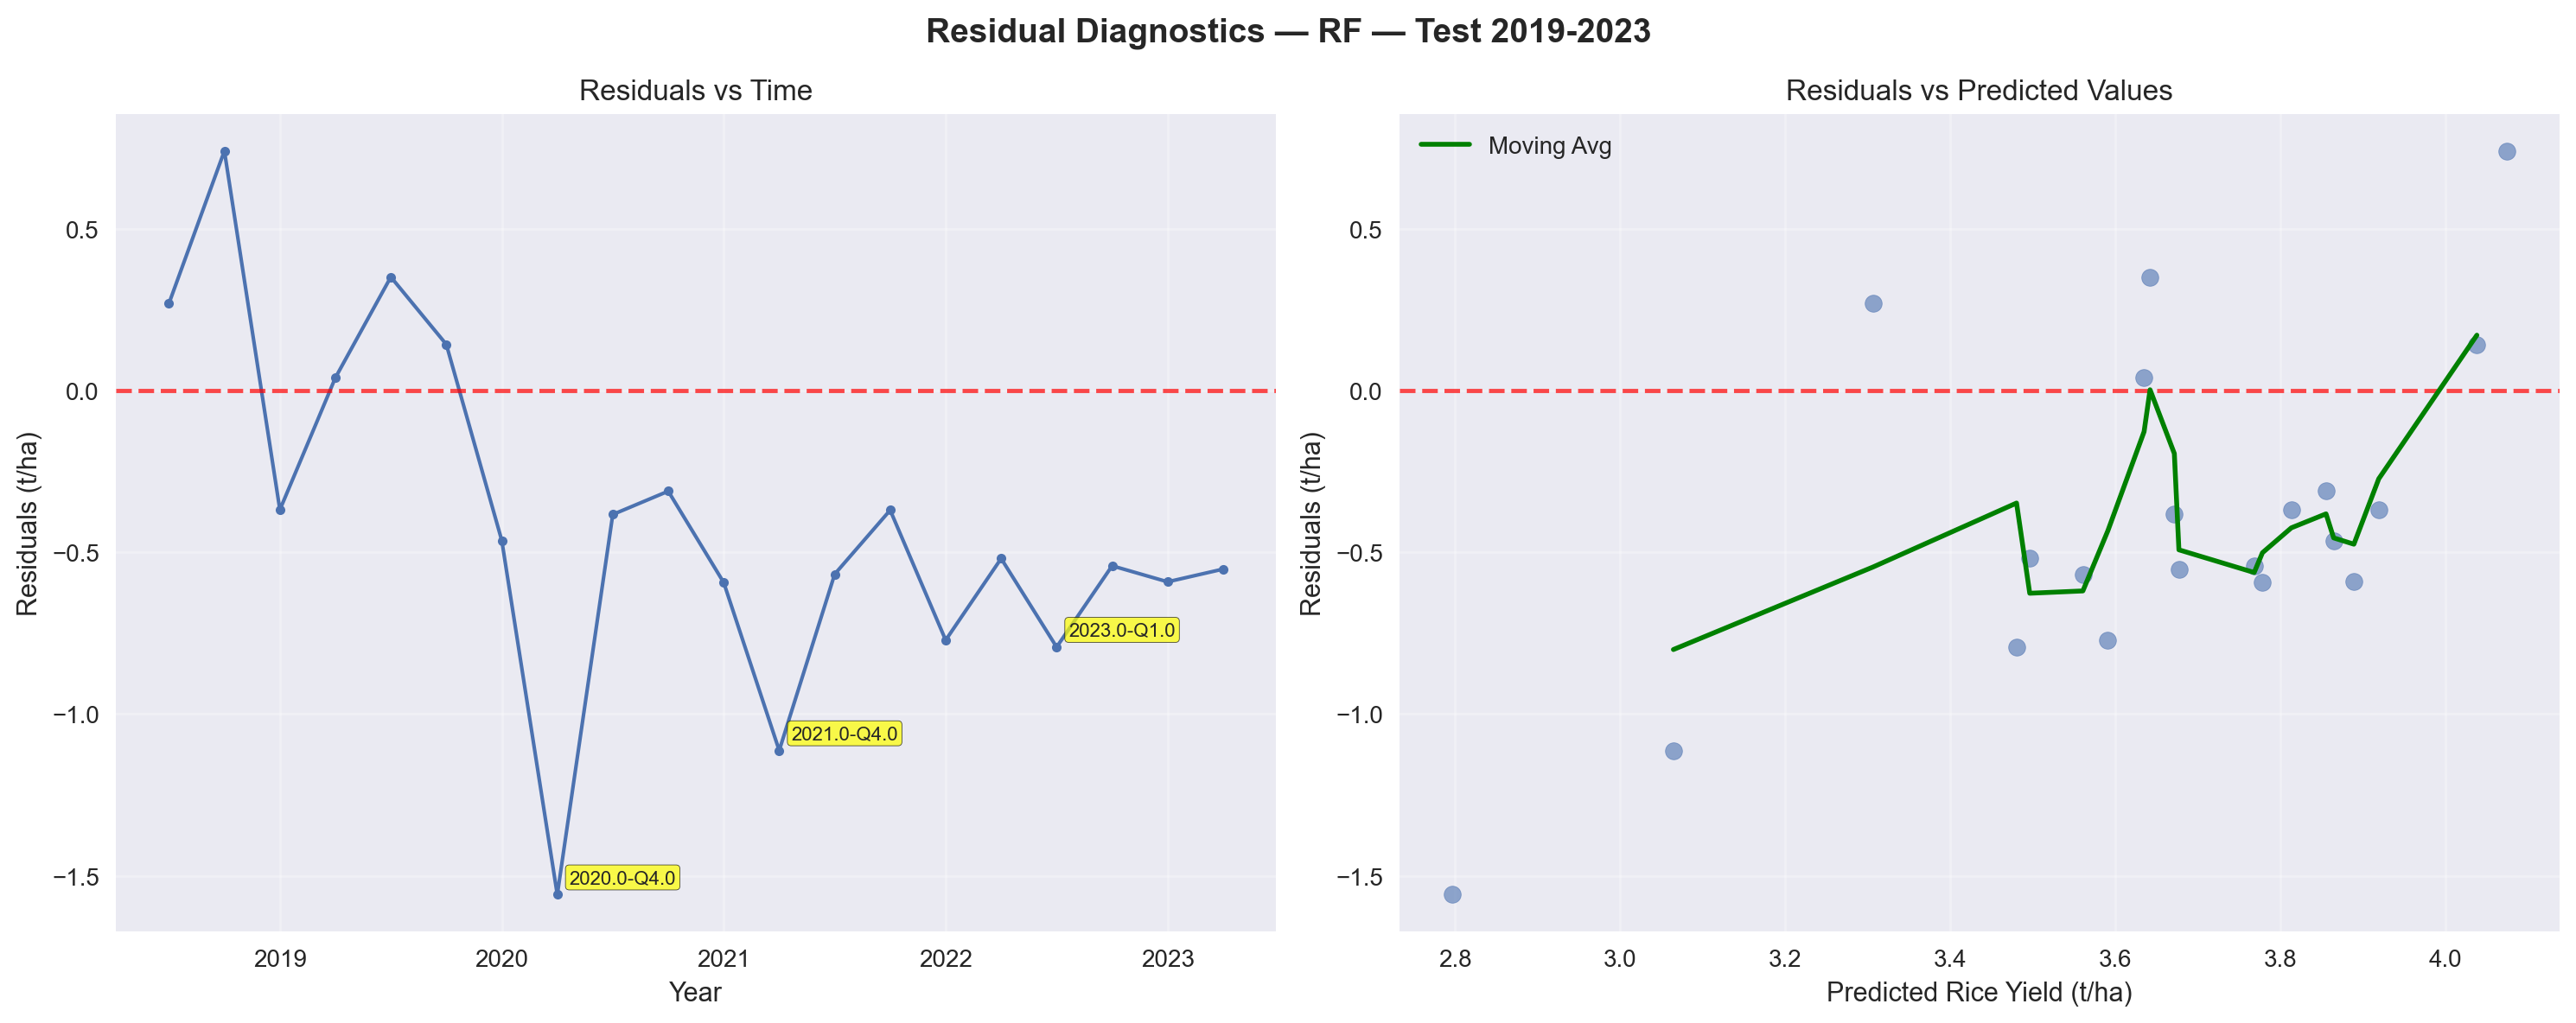 Residual Diagnostics — RF — Test 2019-2023
Residuals vs Time
Residuals (t/ha)
0.5
0.0
−0.5
−1.0
−1.5
2023.0-Q1.0
2021.0-Q4.0
2020.0-Q4.0
2019
2020
2021
2022
2023
Year
Residuals vs Predicted Values
Moving Avg
Residuals (t/ha)
0.5
0.0
−0.5
−1.0
−1.5
2.8
3.0
3.2
3.4
3.6
3.8
4.0
Predicted Rice Yield (t/ha)